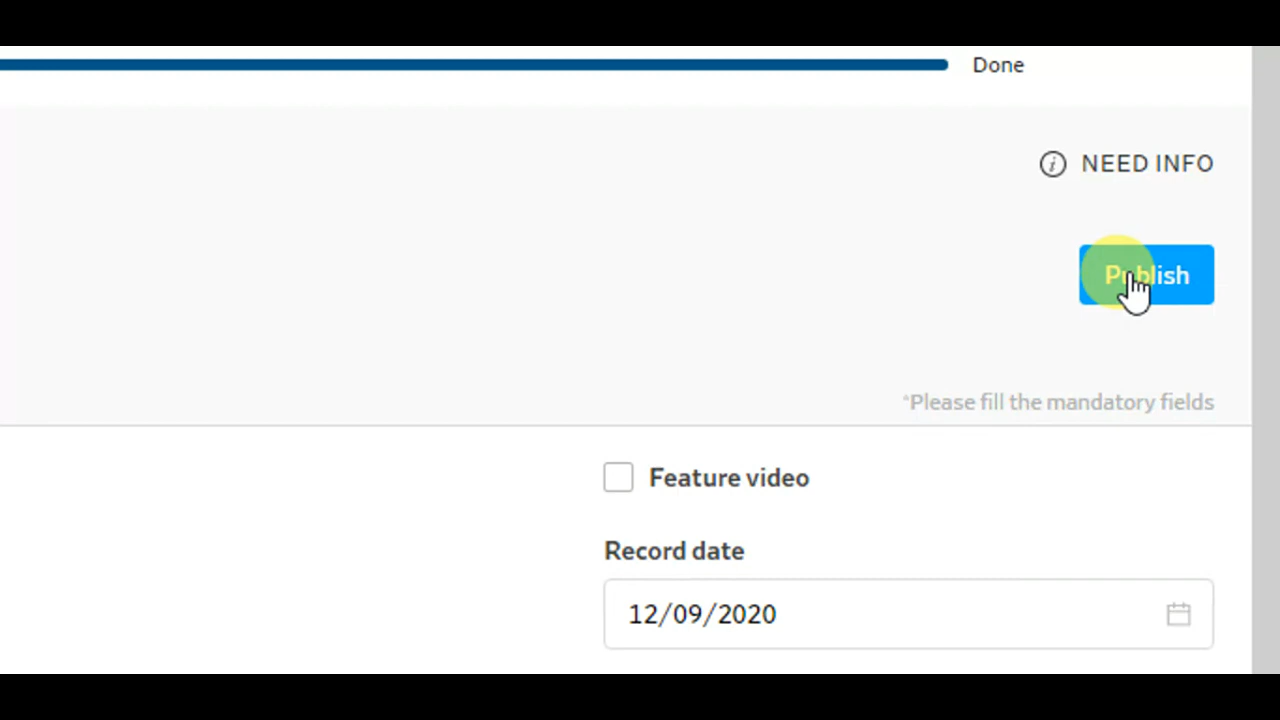 Done
NEED INFO
Publish
*Please fill the mandatory fields
Feature video
Record date
12/09/2020